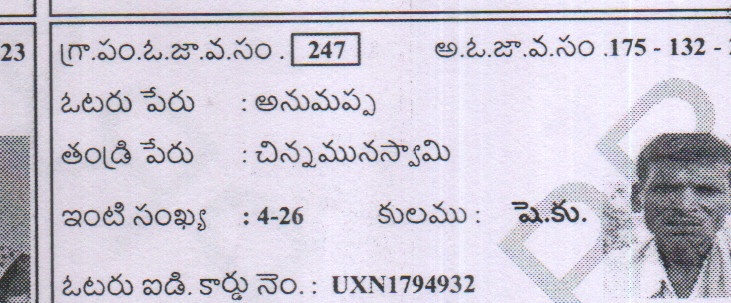 23
గ్రా.పం.ఓ.జా.వ.సం . 247 అ.ఓ.జా.వ.సం .175 - 132 -
ఓటరు పేరు : అనుమప్ప
తండ్రి పేరు : చిన్నమునస్వామి
ఇంటి సంఖ్య : 4-26 కులము : షె.కు.
ఓటరు ఐడి. కార్డు నెం. : UXN1794932